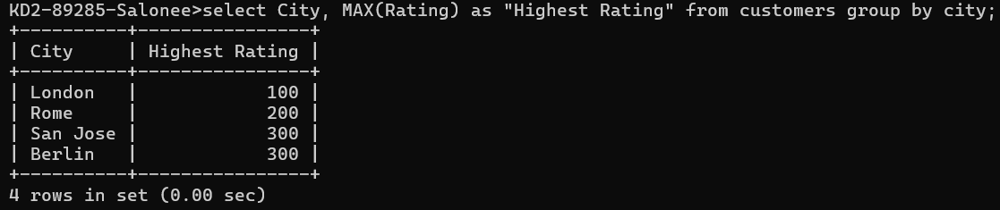 KD2-89285-Salonee>select City, MAX(Rating) as "Highest Rating" from customers group by city;
+----------+----------------+
| City     | Highest Rating |
+----------+----------------+
| London   |            100 |
| Rome     |            200 |
| San Jose |            300 |
| Berlin   |            300 |
+----------+----------------+
4 rows in set (0.00 sec)